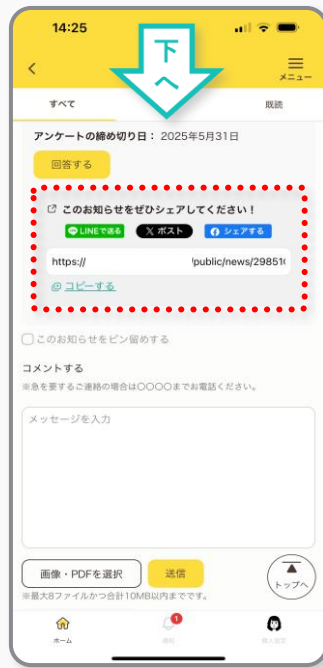 14:25
下へ
メニュー
すべて
既読
アンケートの締め切り日： 2025年5月31日
回答する
このお知らせをぜひシェアしてください！
LINEで送る
X ポスト
シェアする
https://
/public/news/29851
コピーする
このお知らせをピン留めする
コメントする
※急を要するご連絡の場合は〇〇〇〇までお電話ください。
メッセージを入力
画像・PDFを選択
送信
※最大8ファイルかつ合計10MB以内までです。
トップへ
1
ホーム
個人設定